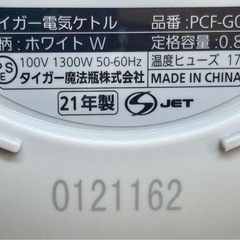 イガー電気ケトル 品番:PCF-G
柄:ホワイト W 定格容量:0.8
PS E 100V 1300W 50-60Hz 温度ヒューズ 17
タイガー魔法瓶株式会社 MADE IN CHINA
21年製 S JET
0121162